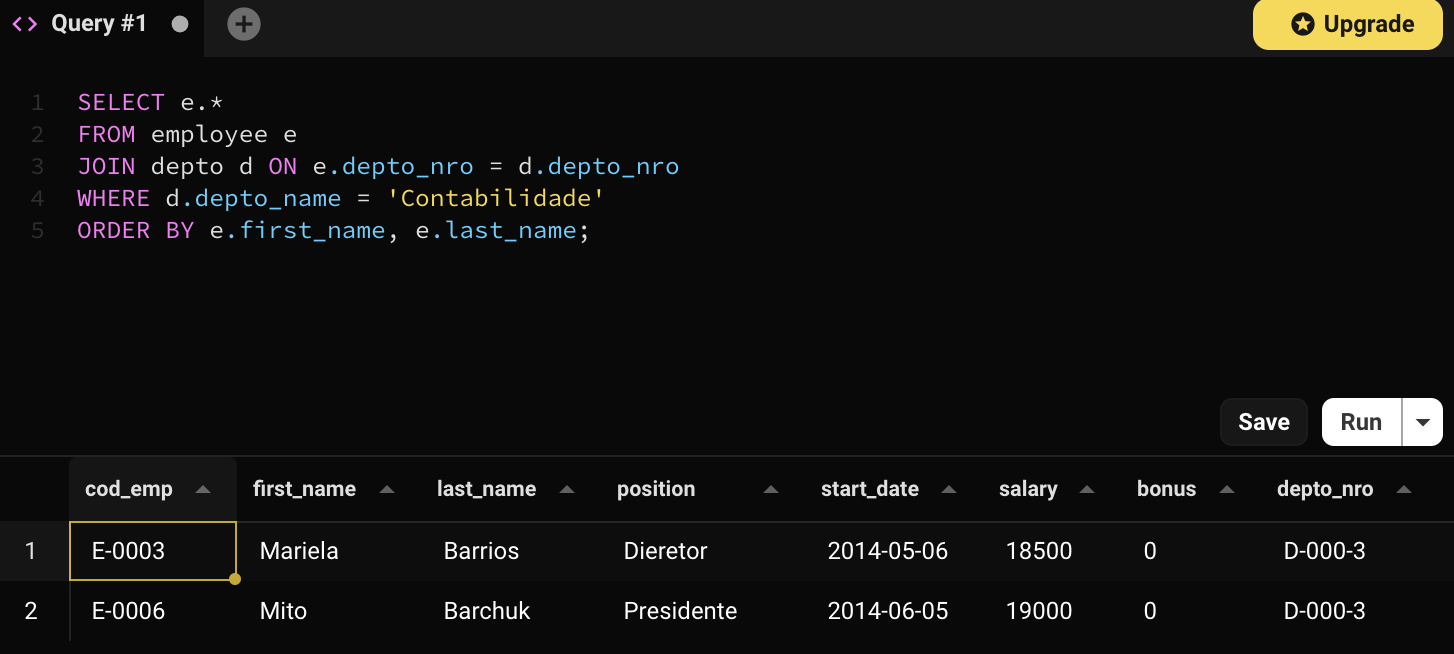 Query #1
Upgrade
1 SELECT e.*
2 FROM employee e
3 JOIN depto d ON e.depto_nro = d.depto_nro
4 WHERE d.depto_name = 'Contabilidade'
5 ORDER BY e.first_name, e.last_name;
Save Run
cod_emp first_name last_name position start_date salary bonus depto_nro
1 E-0003 Mariela Barrios Dieretor 2014-05-06 18500 0 D-000-3
2 E-0006 Mito Barchuk Presidente 2014-06-05 19000 0 D-000-3